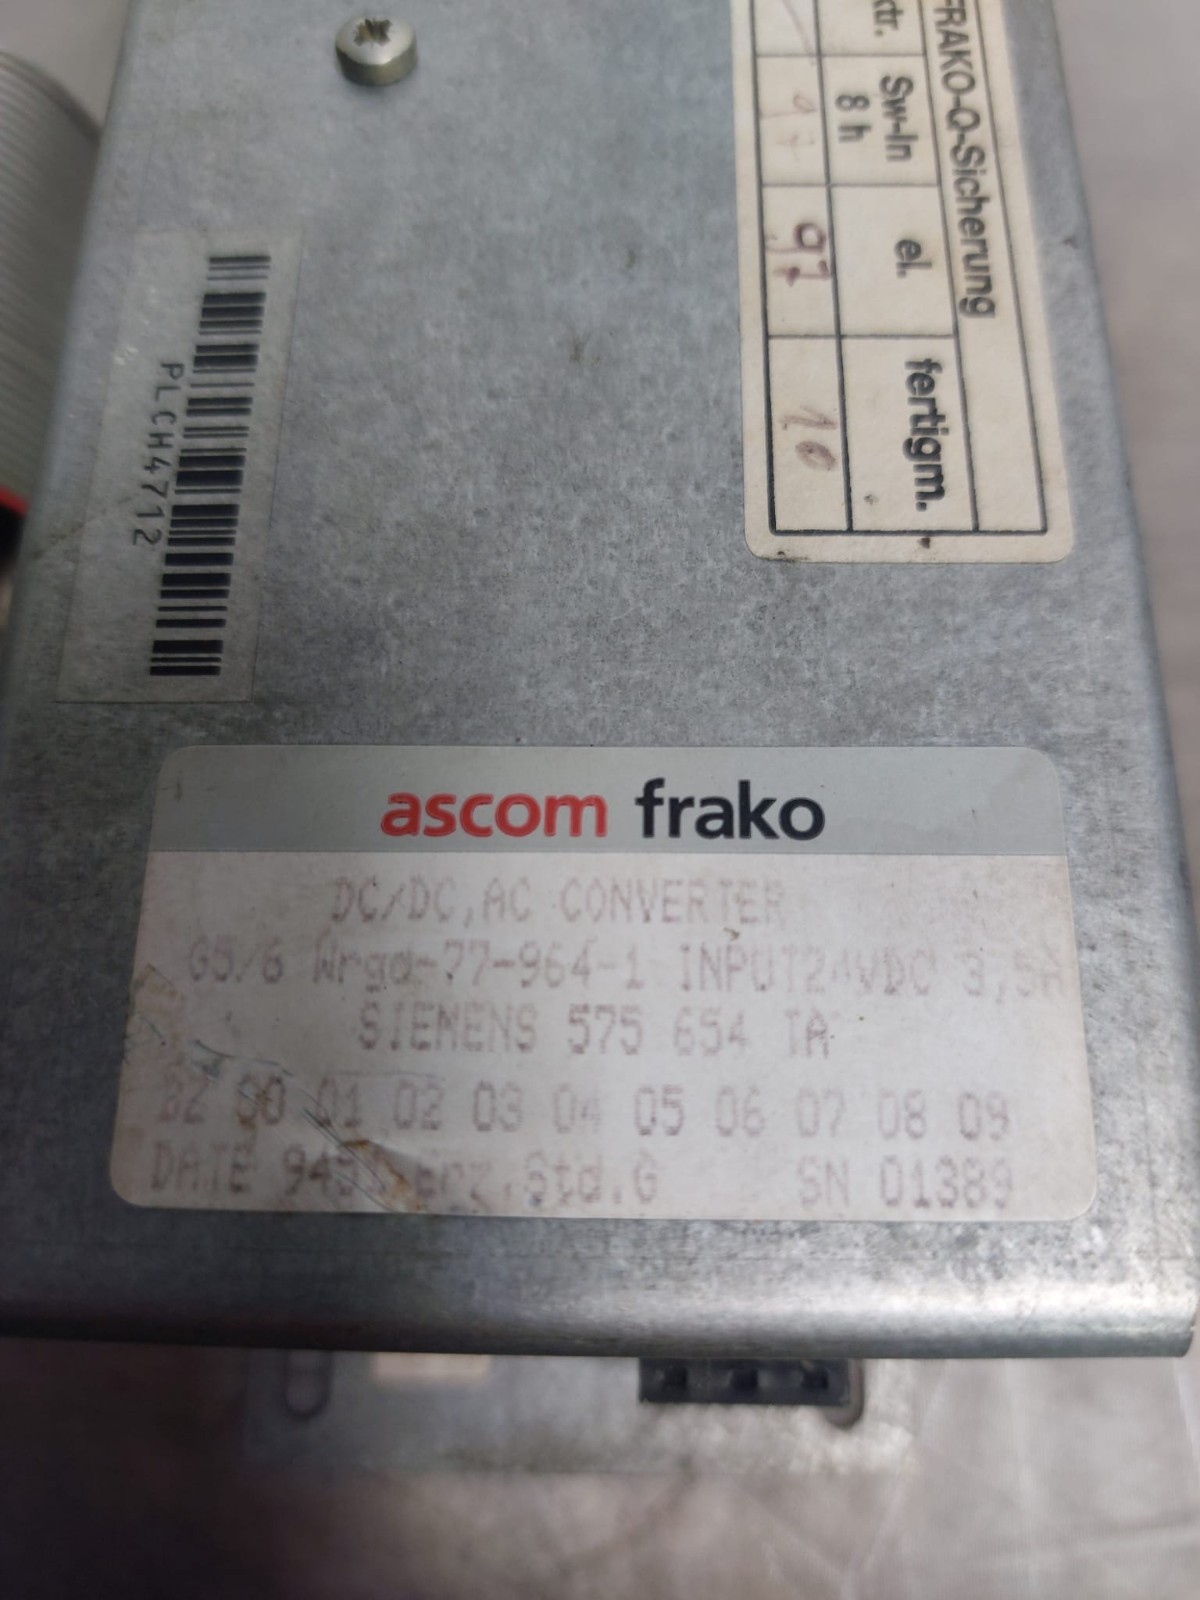 FRAKO-Q-Sicherung
Sw-In el. fertigm.
8 h
97 97 10
PLCH4712
ascom frako
DC/DC,AC CONVERTER
G5/6 Wrgd-77-964-1 INPUT24VDC 3,5A
SIEMENS 575 654 TA
BZ 00 01 02 03 04 05 06 07 08 09
DATE Std.G SN 01389